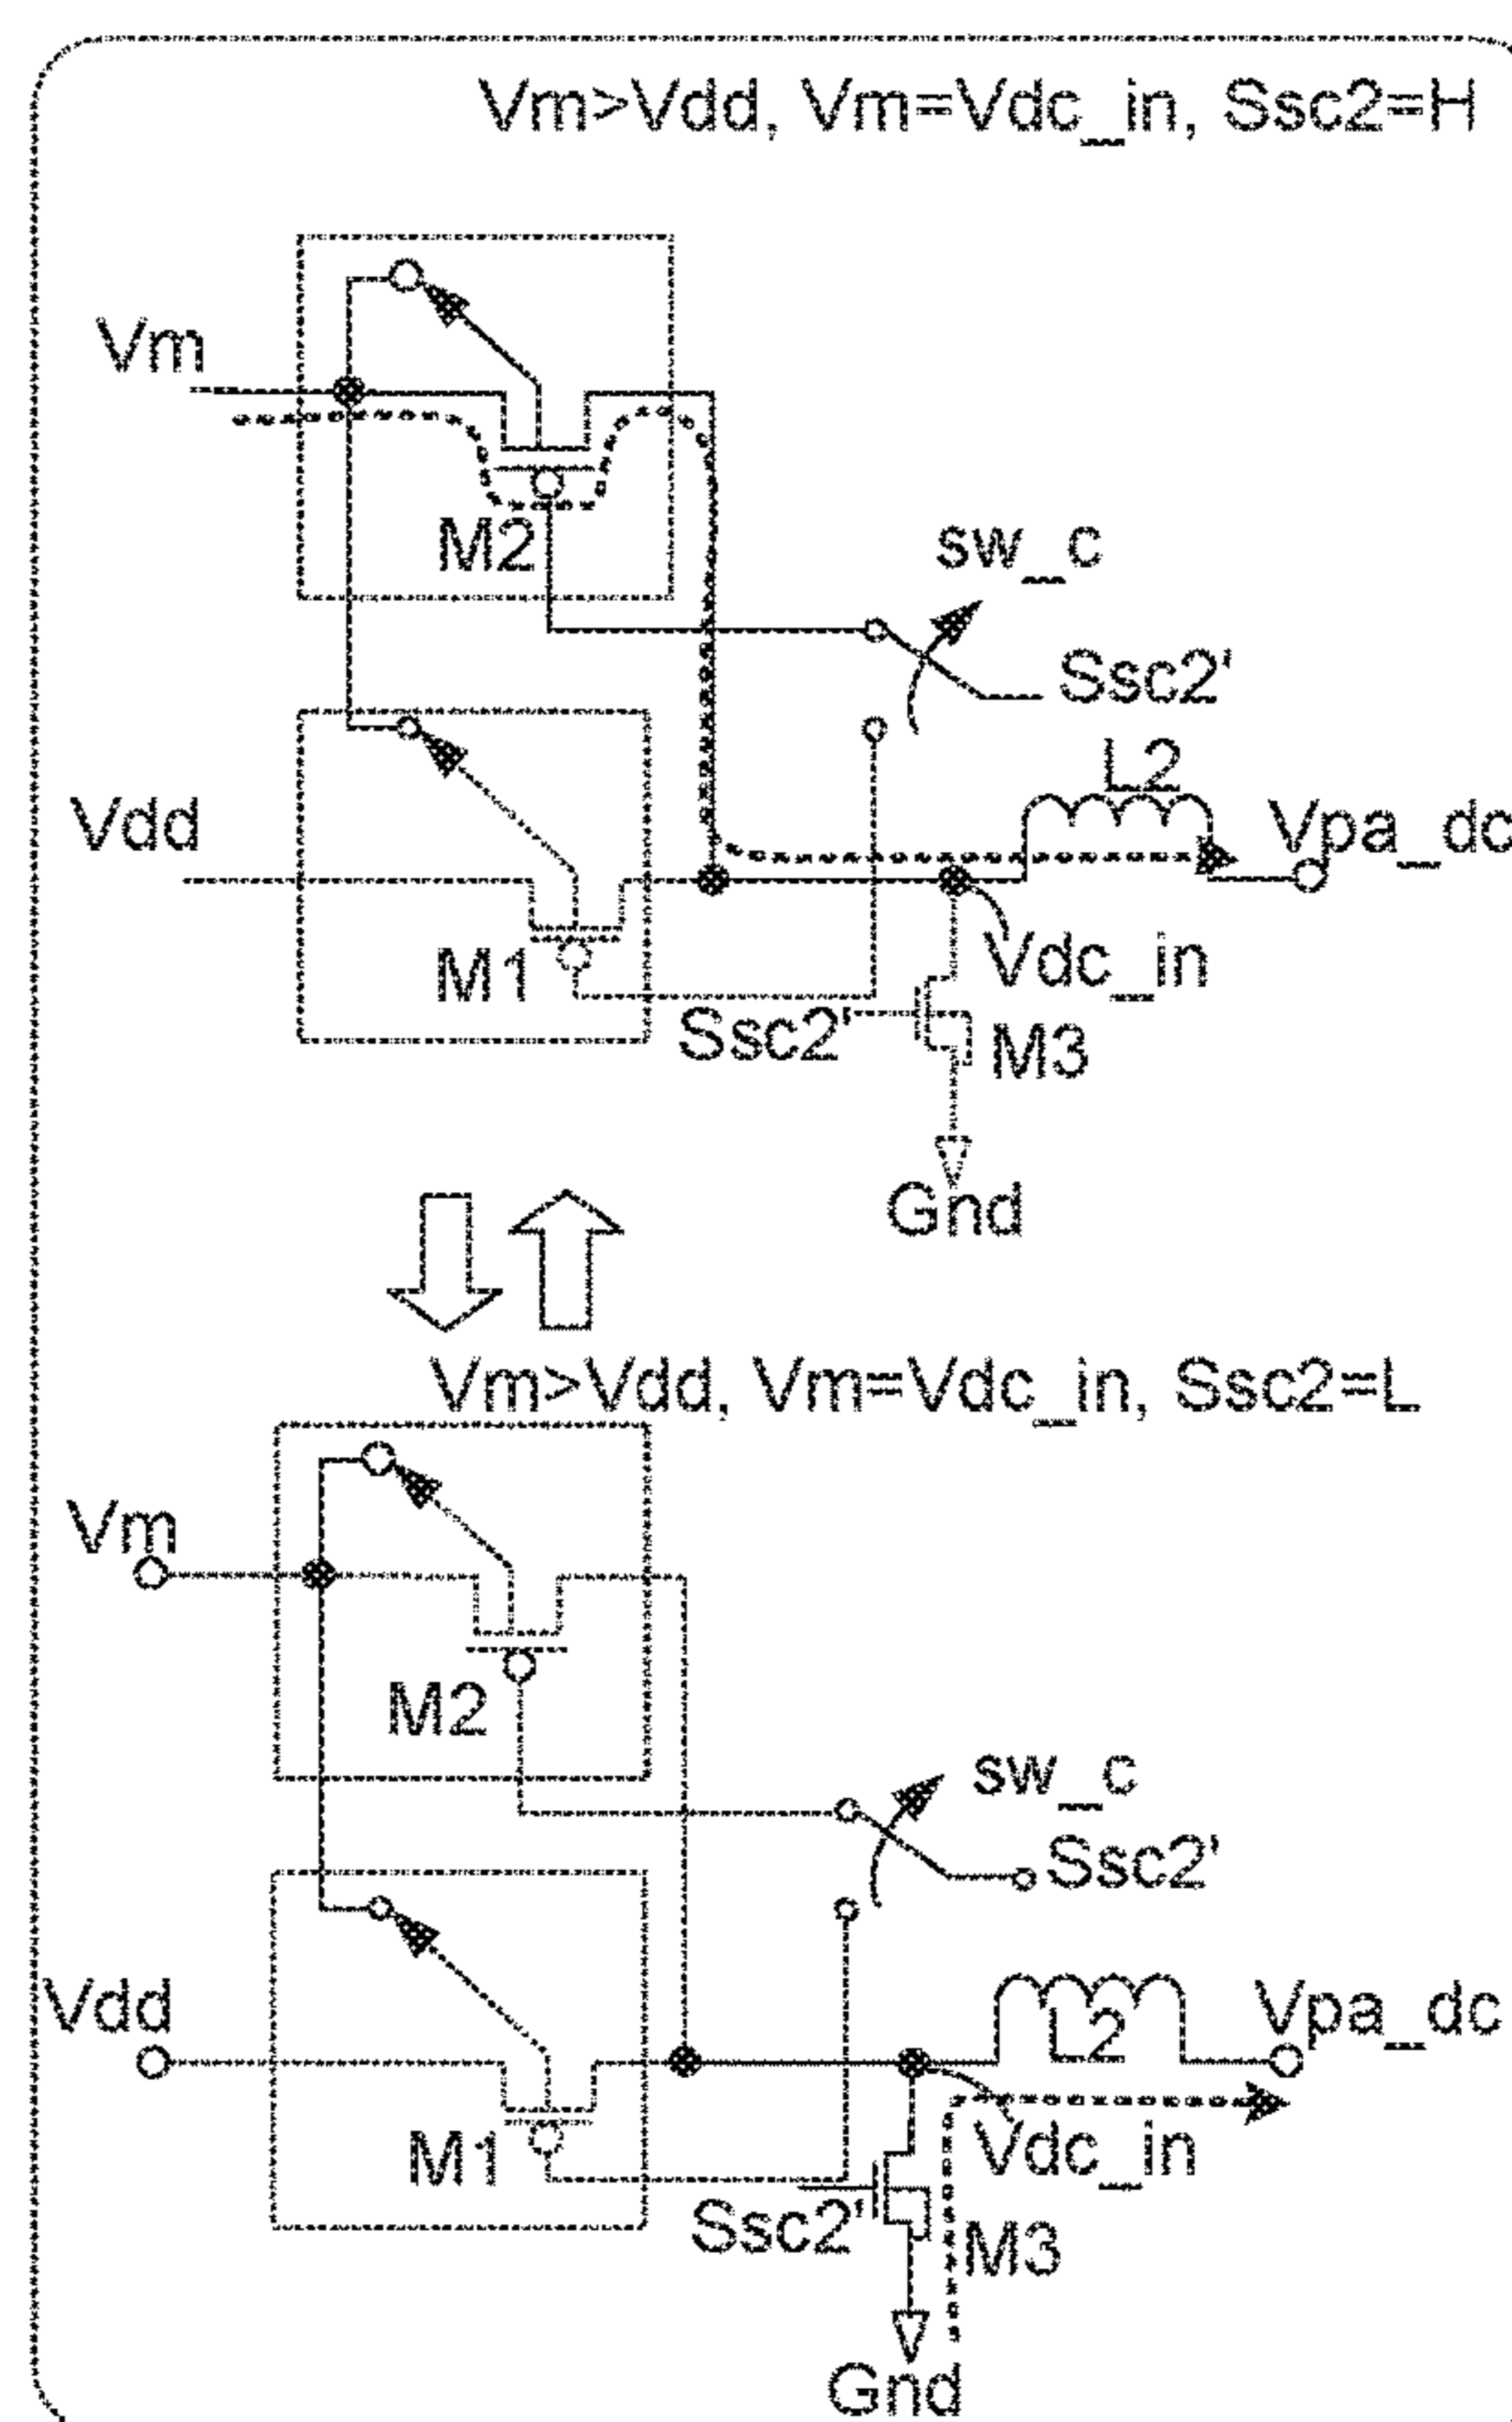 Vm>Vdd, Vm=Vdc_in, Ssc2=H
Vm
M2
sw_c
Ssc2'
L2
Vdd
Vpa_dc
M1
Vdc_in
Ssc2'
M3
Gnd
Vm>Vdd, Vm=Vdc_in, Ssc2=L
Vm
M2
sw_c
Ssc2'
Vdd
L2
Vpa_dc
M1
Vdc_in
Ssc2'
M3
Gnd